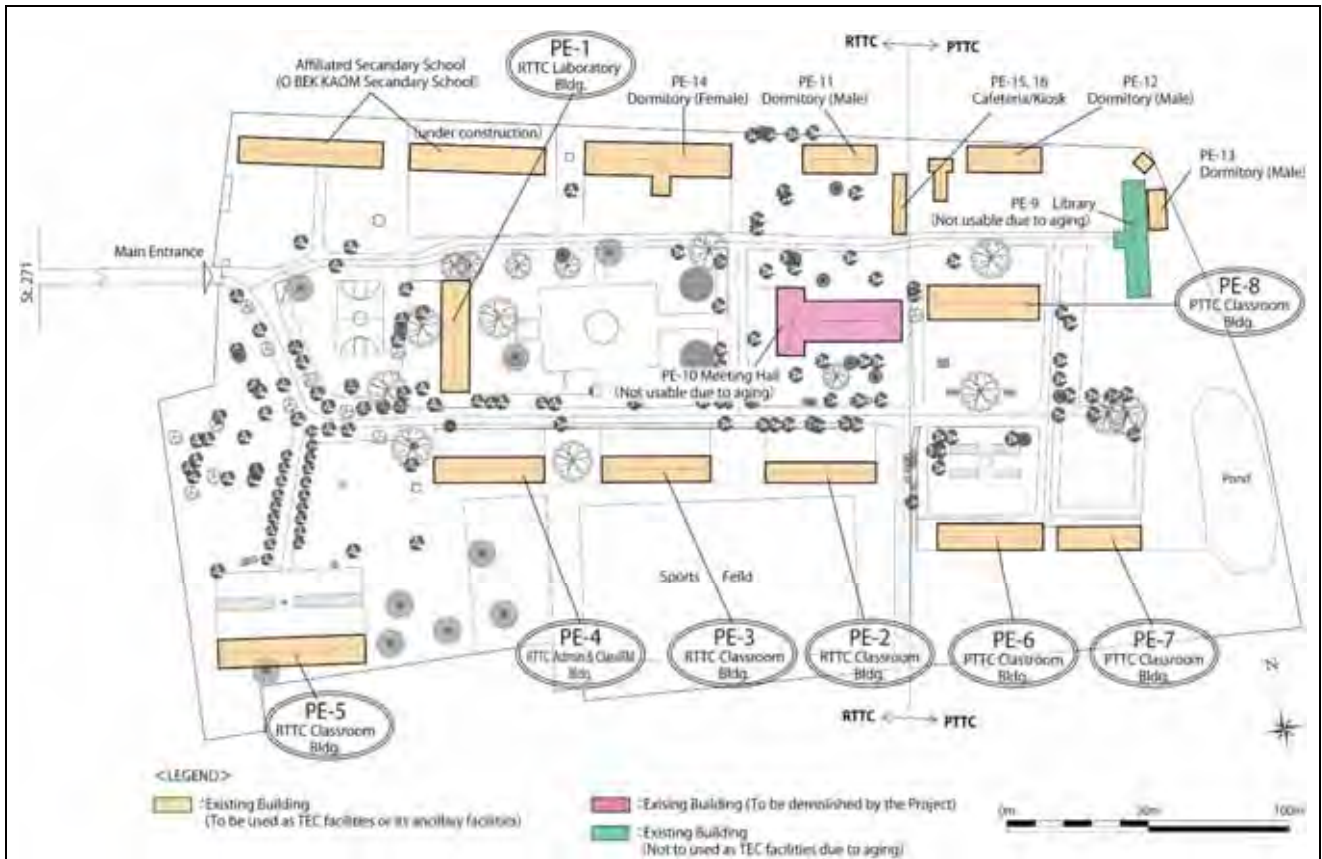 RTTC PTTC
PE-1
RTTC Laboratory
Bldg.
Affiliated Secandary School
(O BEK KAOM Secandary School)
(under construction)
PE-14
Dormitory (Female)
PE-11
Dormitory (Male)
PE-15, 16
Cafeteria/Kiosk
PE-12
Dormitory (Male)
PE-13
Dormitory (Male)
PE-9 Library
(Not usable due to aging)
Main Entrance
St. 271
PE-8
PTTC Classroom
Bldg.
PE-10 Meeting Hall
(Not usable due to aging)
Pond
Sports Feild
PE-4
RTTC Admin & ClassRM
Bldg.
PE-3
RTTC Classroom
Bldg.
PE-2
RTTC Classroom
Bldg.
PE-6
PTTC Classroom
Bldg.
PE-7
PTTC Classroom
Bldg.
N
PE-5
RTTC Classroom
Bldg.
RTTC PTTC
<LEGEND>
:Existing Building
(To be used as TEC facilities or its ancillary facilities)
:Exising Building (To be demolished by the Project)
:Existing Building
(Not to used as TEC facilities due to aging)
0m 50m 100m